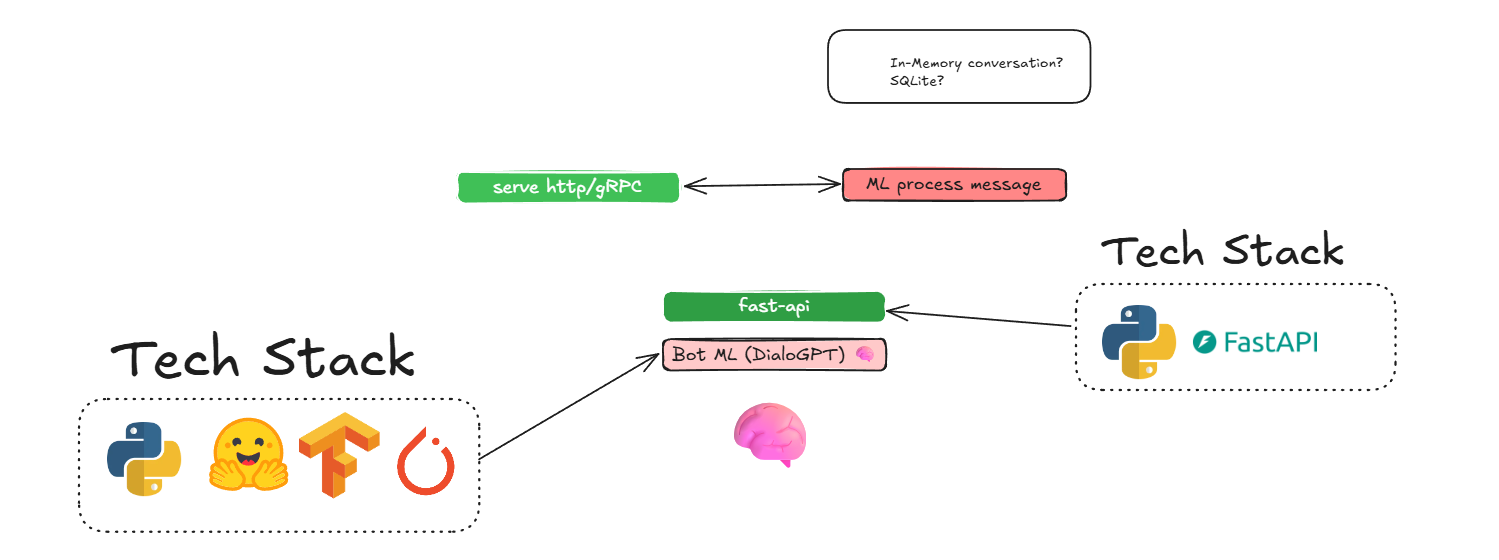 In-Memory conversation?
SQLite?
serve http/gRPC
ML process message
Tech Stack
fast-api
FastAPI
Tech Stack
Bot ML (DialoGPT)